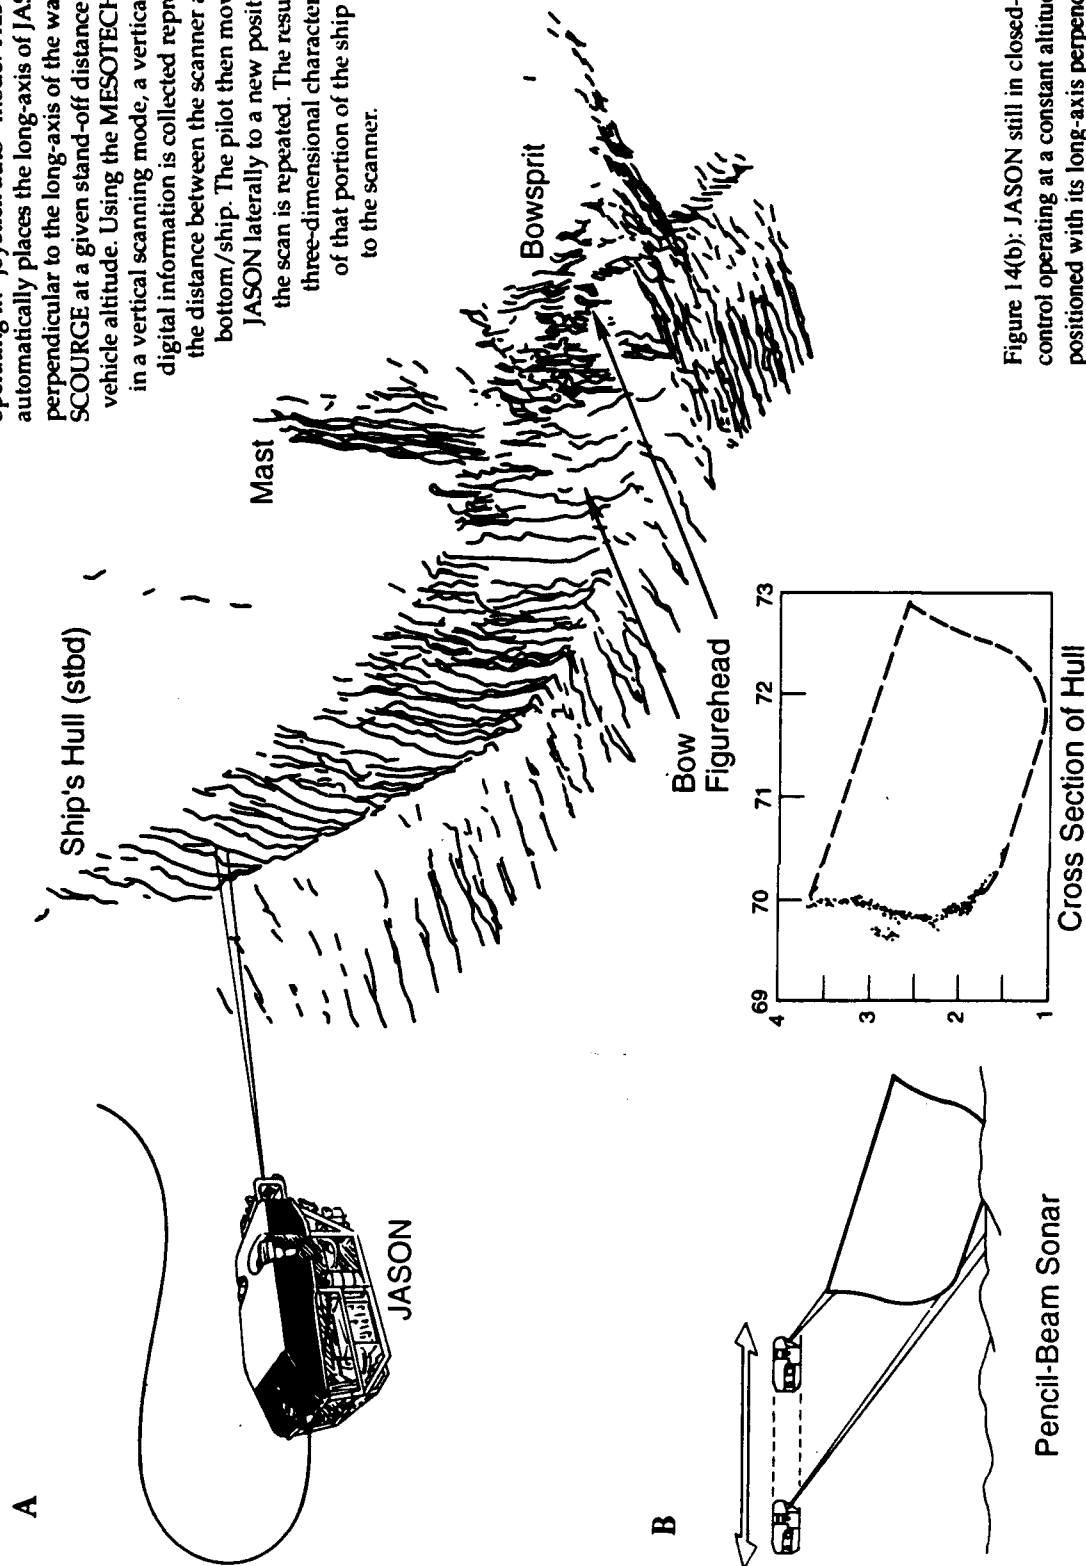 A
automatically places the long-axis of JAS
perpendicular to the long-axis of the wa
SCOURGE at a given stand-off distance
vehicle altitude. Using the MESOTECH
in a vertical scanning mode, a vertica
digital information is collected repr
the distance between the scanner a
bottom/ship. The pilot then mov
JASON laterally to a new posit
the scan is repeated. The resu
three-dimensional character
of that portion of the ship
to the scanner.
Ship's Hull (stbd)
Mast
Bowsprit
JASON
Bow
Figurehead
B
Pencil-Beam Sonar
69 70 71 72 73
4
3
2
1
Cross Section of Hull
Figure 14(b): JASON still in closed-
control operating at a constant altitud
positioned with its long-axis perpend